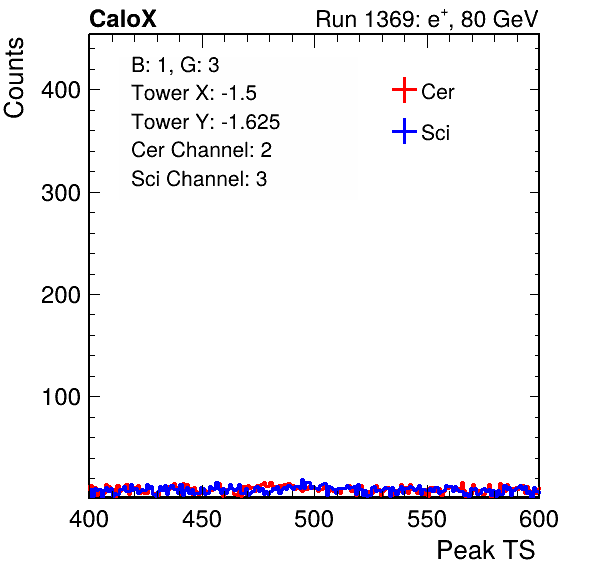 CaloX
Run 1369: e+, 80 GeV
Counts
B: 1, G: 3
Tower X: -1.5
Tower Y: -1.625
Cer Channel: 2
Sci Channel: 3
Cer
Sci
400
300
200
100
400 450 500 550 600
Peak TS